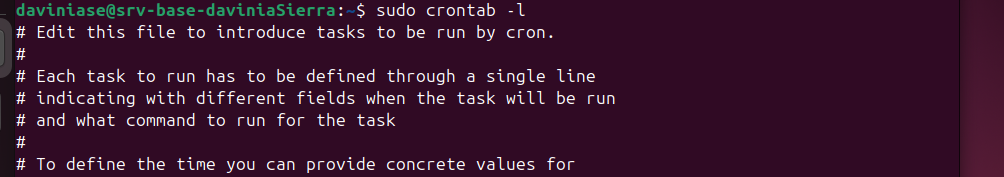 daviniase@srv-base-daviniaSierra:~$ sudo crontab -l
# Edit this file to introduce tasks to be run by cron.
#
# Each task to run has to be defined through a single line
# indicating with different fields when the task will be run
# and what command to run for the task
#
# To define the time you can provide concrete values for